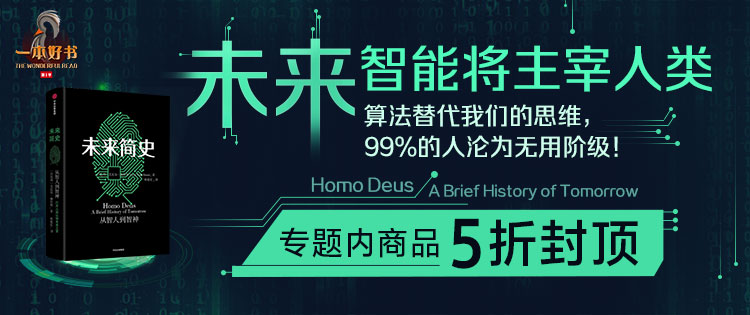 一本好书
THE WONDERFUL READ
未来
智能将主宰人类
算法替代我们的思维，
99%的人沦为无用阶级！
Homo Deus
A Brief History of Tomorrow
专题内商品
5折封顶
未来简史
Homo Deus
A Brief History of Tomorrow
从智人到智神